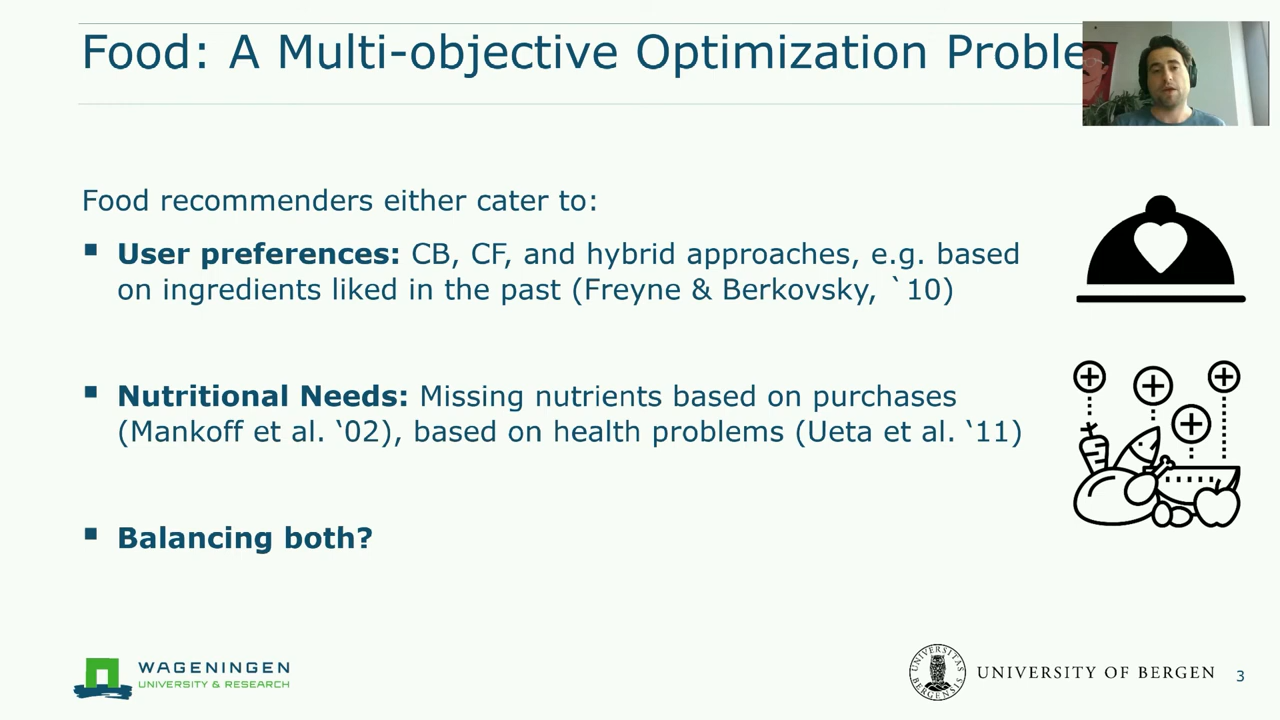 Food: A Multi-objective Optimization Proble
Food recommenders either cater to:
▪ User preferences: CB, CF, and hybrid approaches, e.g. based
on ingredients liked in the past (Freyne & Berkovsky, `10)
▪ Nutritional Needs: Missing nutrients based on purchases
(Mankoff et al. ‘02), based on health problems (Ueta et al. ‘11)
▪ Balancing both?
WAGENINGEN
UNIVERSITY & RESEARCH
UNIVERSITAS BERGENSIS
UNIVERSITY OF BERGEN
3